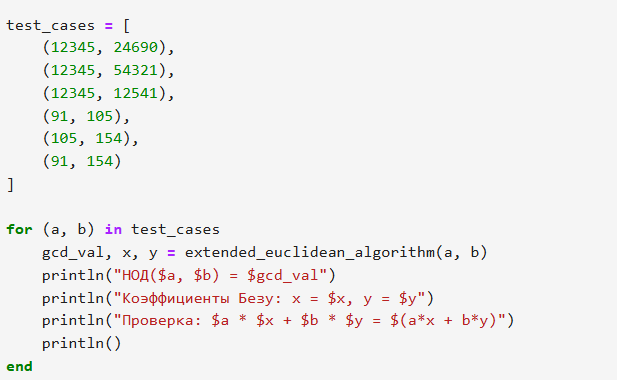 test_cases = [
    (12345, 24690),
    (12345, 54321),
    (12345, 12541),
    (91, 105),
    (105, 154),
    (91, 154)
]
for (a, b) in test_cases
    gcd_val, x, y = extended_euclidean_algorithm(a, b)
    println("НОД($a, $b) = $gcd_val")
    println("Коэффициенты Безу: x = $x, y = $y")
    println("Проверка: $a * $x + $b * $y = $(a*x + b*y)")
    println()
end